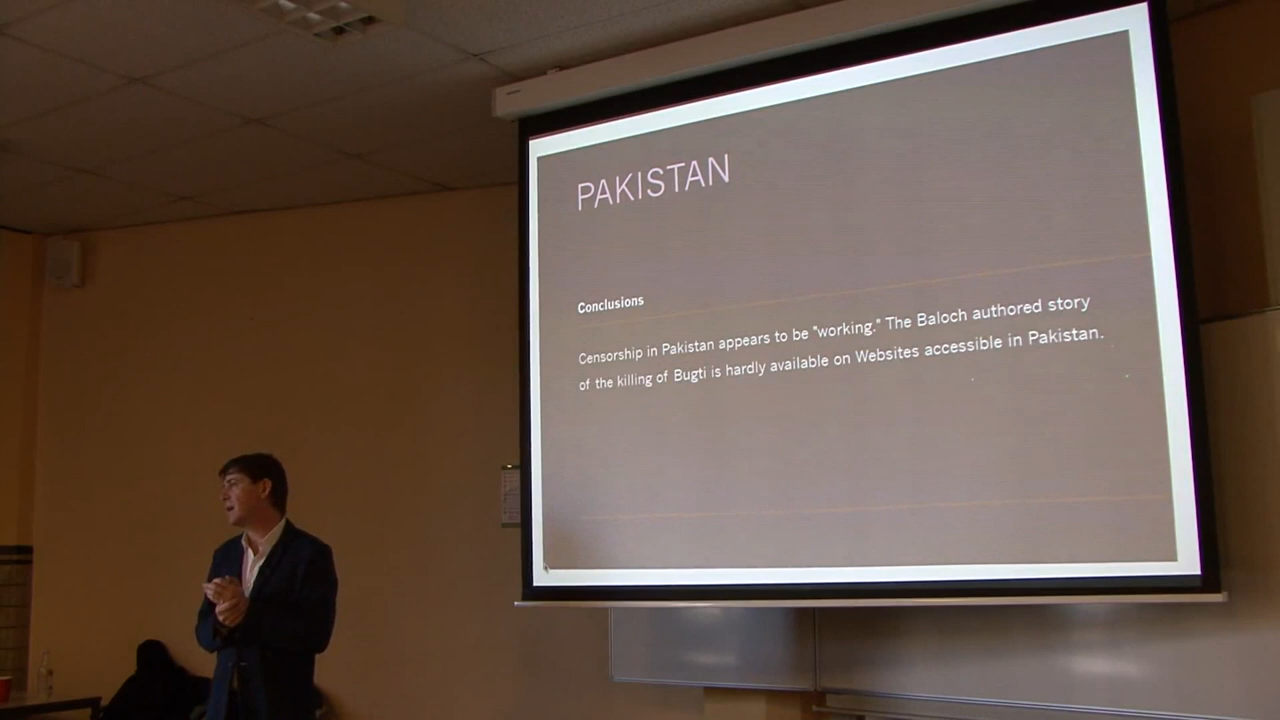 PAKISTAN
Conclusions
Censorship in Pakistan appears to be "working." The Baloch authored story
of the killing of Bugti is hardly available on Websites accessible in Pakistan.